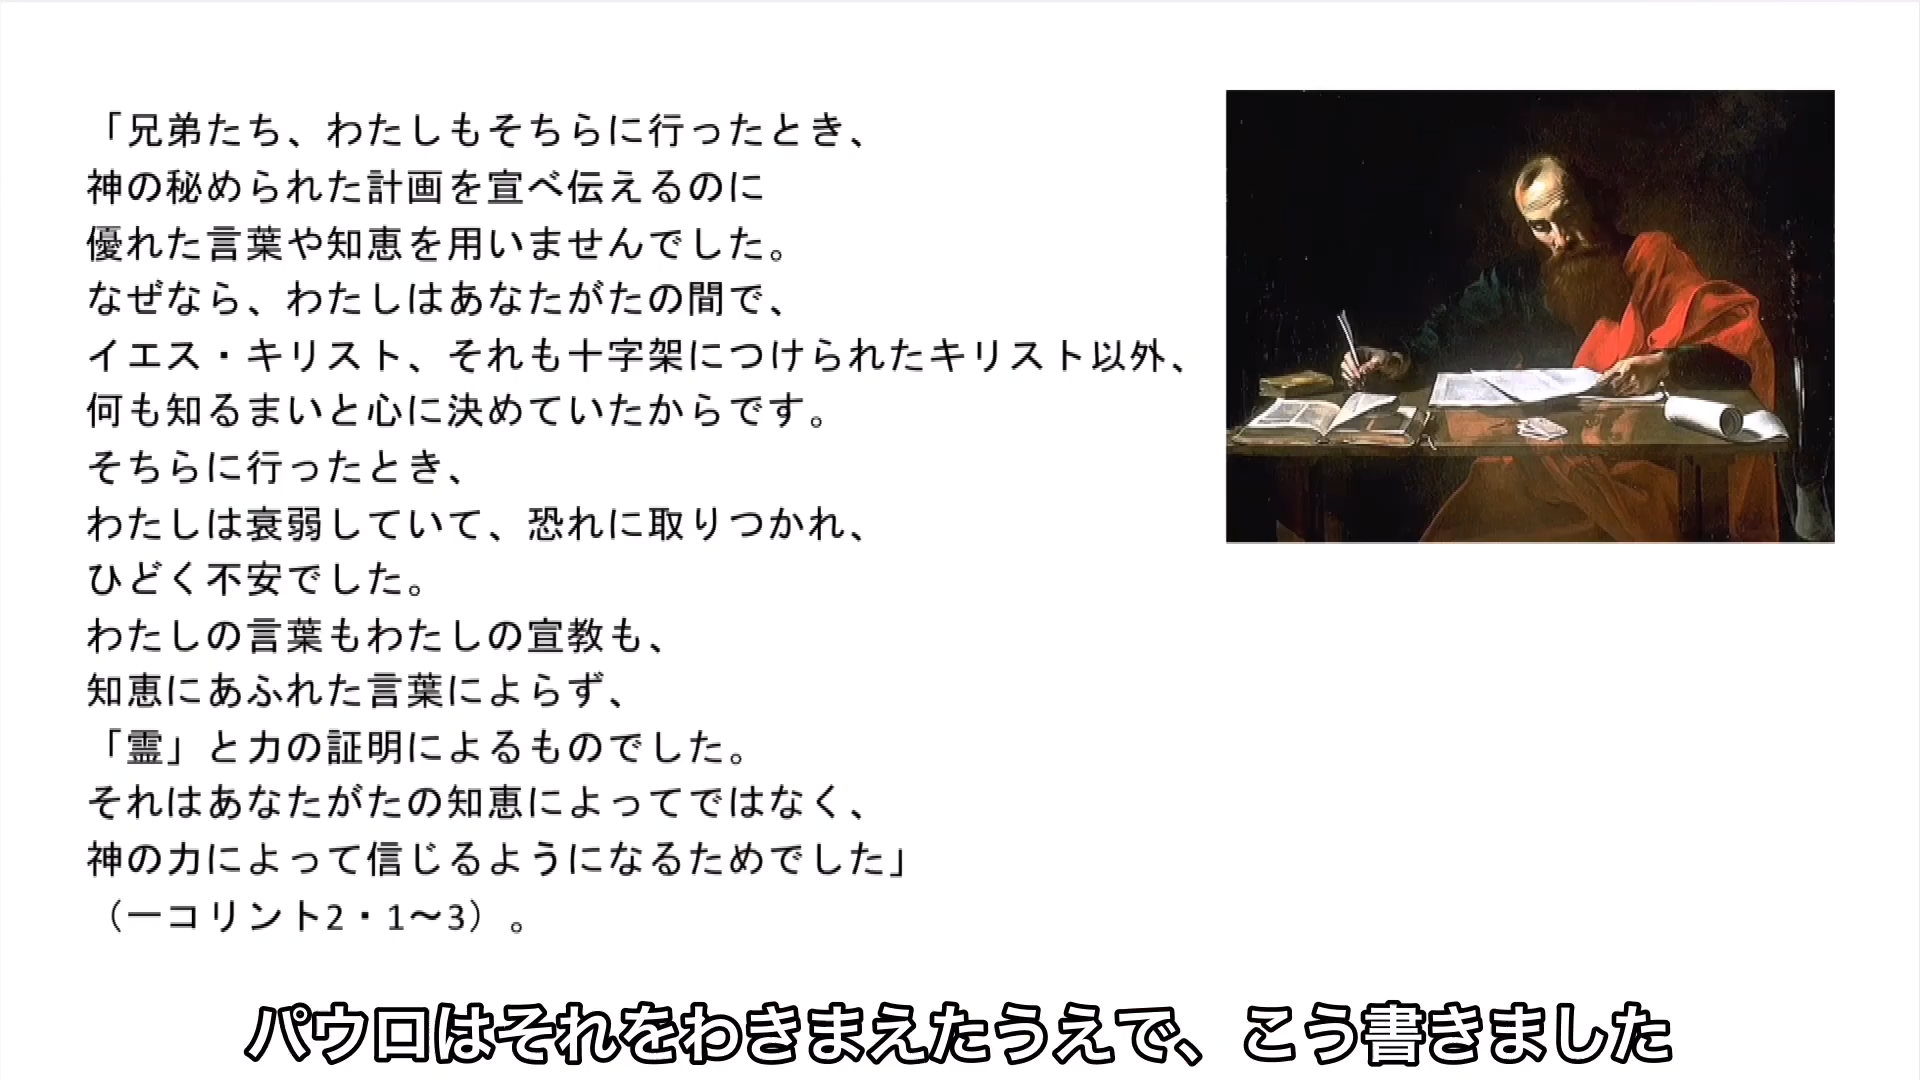 「兄弟たち、わたしもそちらに行ったとき、
神の秘められた計画を宣べ伝えるのに
優れた言葉や知恵を用いませんでした。
なぜなら、わたしはあなたがたの間で、
イエス・キリスト、それも十字架につけられたキリスト以外、
何も知るまいと心に決めていたからです。
そちらに行ったとき、
わたしは衰弱していて、恐れに取りつかれ、
ひどく不安でした。
わたしの言葉もわたしの宣教も、
知恵にあふれた言葉によらず、
「霊」と力の証明によるものでした。
それはあなたがたの知恵によってではなく、
神の力によって信じるようになるためでした」
（一コリント2・1〜3）。
パウロはそれをわきまえたうえで、こう書きました